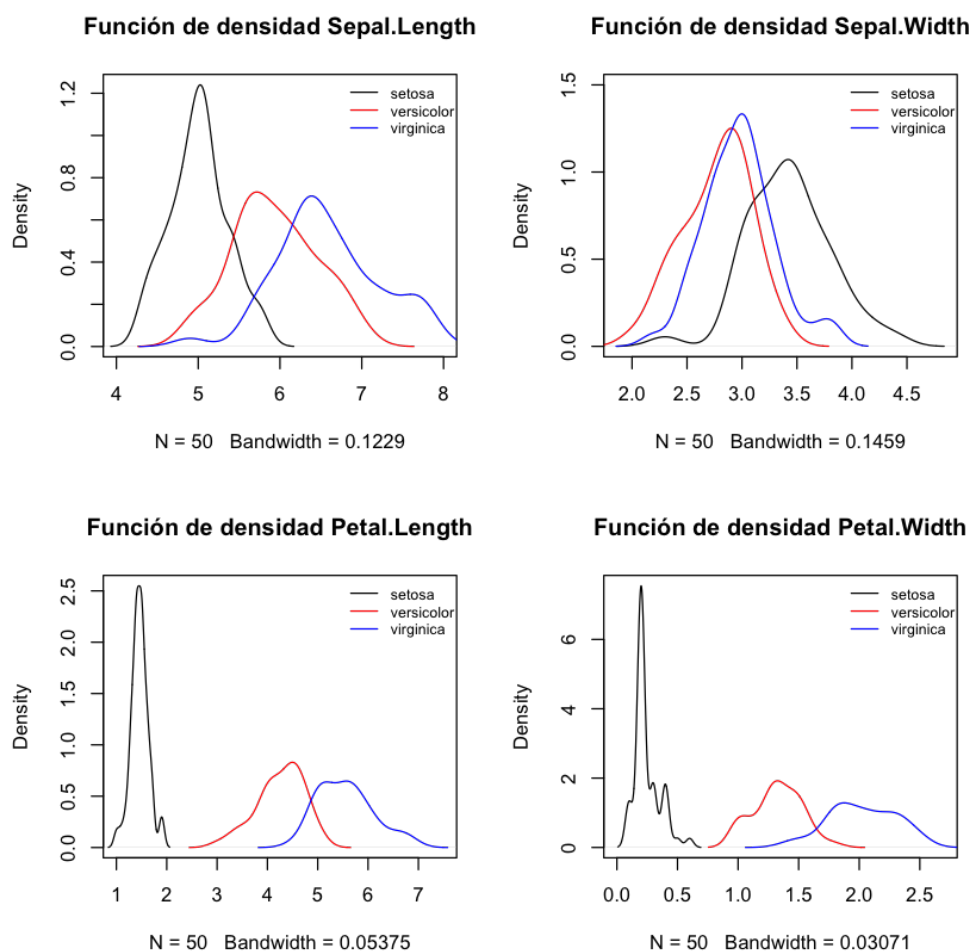 Función de densidad Sepal.Length
1.2
0.8
0.4
0.0
Density
setosa
versicolor
virginica
4 5 6 7 8
N = 50 Bandwidth = 0.1229
Función de densidad Sepal.Width
1.5
1.0
0.5
0.0
Density
setosa
versicolor
virginica
2.0 2.5 3.0 3.5 4.0 4.5
N = 50 Bandwidth = 0.1459
Función de densidad Petal.Length
2.5
2.0
1.5
1.0
0.5
0.0
Density
setosa
versicolor
virginica
1 2 3 4 5 6 7
N = 50 Bandwidth = 0.05375
Función de densidad Petal.Width
6
4
2
0
Density
setosa
versicolor
virginica
0.0 0.5 1.0 1.5 2.0 2.5
N = 50 Bandwidth = 0.03071